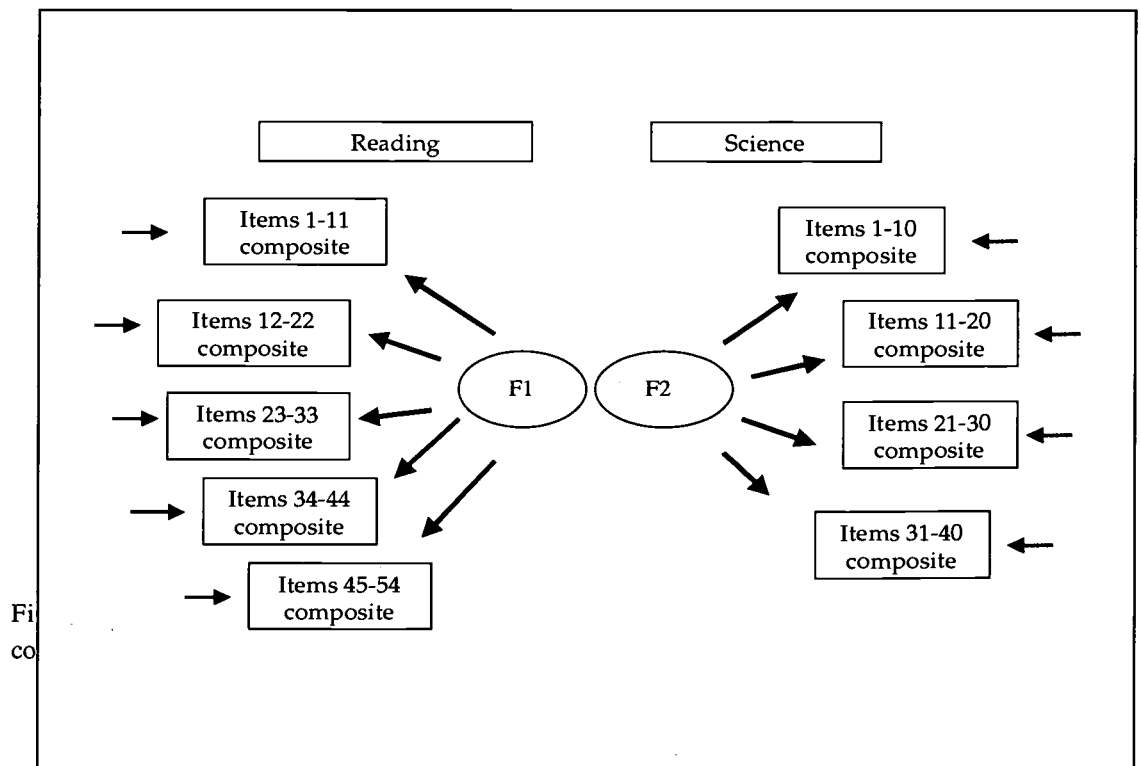 Reading
Science
Items 1-11
composite
Items 12-22
composite
Items 23-33
composite
Items 34-44
composite
Items 45-54
composite
F1
F2
Items 1-10
composite
Items 11-20
composite
Items 21-30
composite
Items 31-40
composite
Fi
co